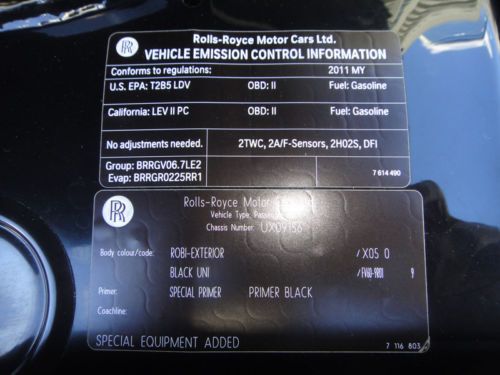 RR
Rolls-Royce Motor Cars Ltd.
VEHICLE EMISSION CONTROL INFORMATION
Conforms to regulations: 2011 MY
U.S. EPA: T2B5 LDV OBD: II Fuel: Gasoline
California: LEV II PC OBD: II Fuel: Gasoline
No adjustments needed. 2TWC, 2A/F-Sensors, 2HO2S, DFI
Group: BRRGV06.7LE2
Evap: BRRGR0225RR1 7 614 490
RR
Rolls-Royce Motor
Vehicle Type, Passenger
Chassis Number: UX09156
Body colour/code: ROBI-EXTERIOR /X05 0
BLACK UNI 9
Primer: SPECIAL PRIMER PRIMER BLACK
Coachline:
SPECIAL EQUIPMENT ADDED 7 116 803